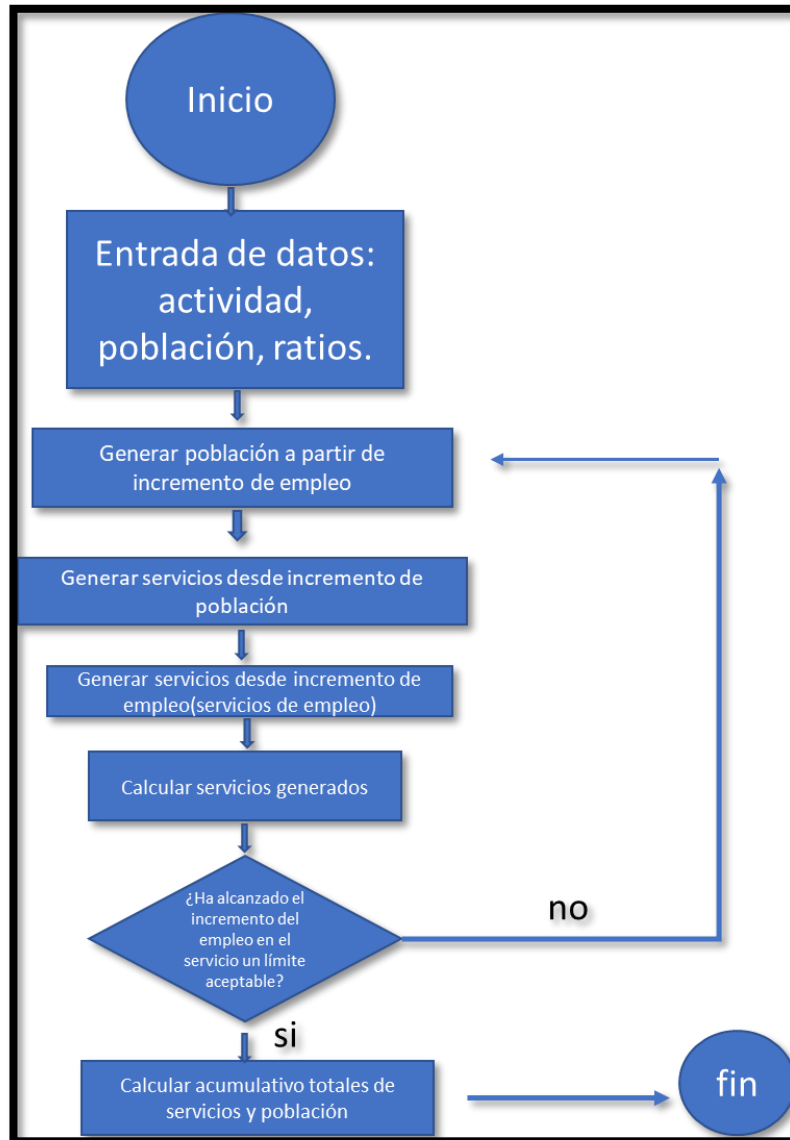 Inicio
Entrada de datos:
actividad,
población, ratios.
Generar población a partir de
incremento de empleo
Generar servicios desde incremento de
población
Generar servicios desde incremento de
empleo(servicios de empleo)
Calcular servicios generados
¿Ha alcanzado el
incremento del
empleo en el
servicio un límite
aceptable?
no
si
Calcular acumulativo totales de
servicios y población
fin